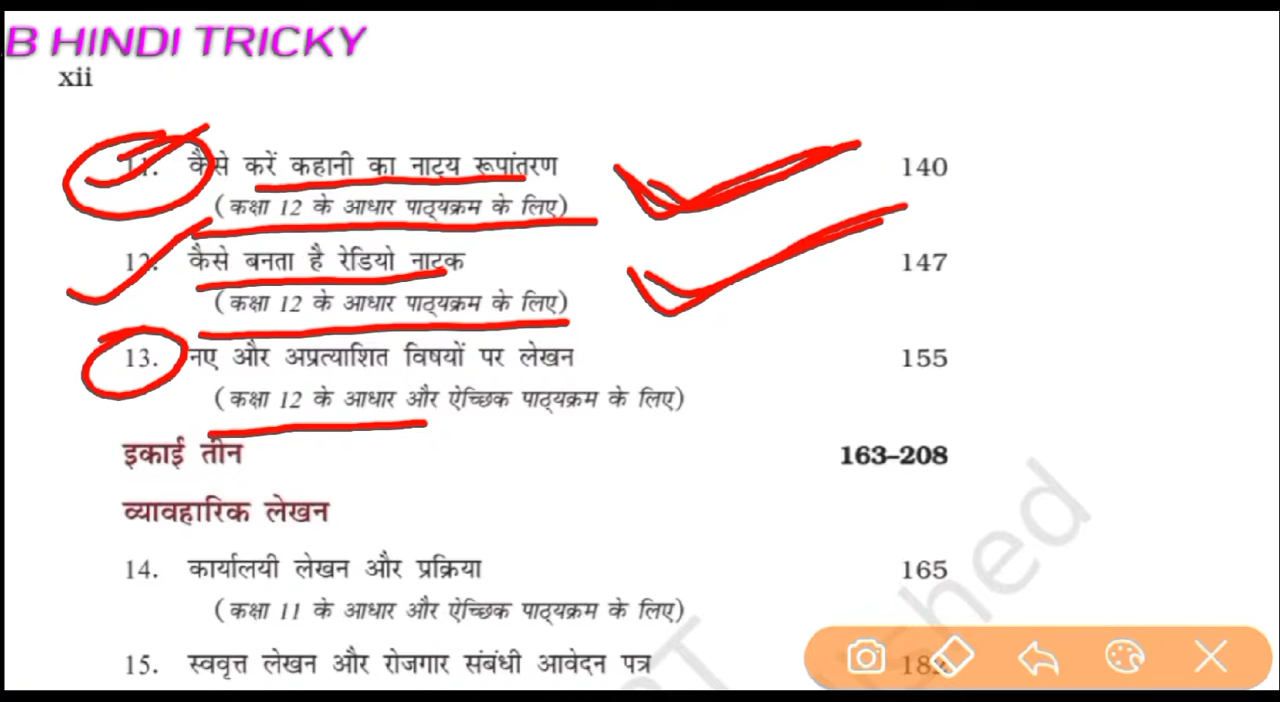 B HINDI TRICKY
xii
11. कैसे करें कहानी का नाट्य रूपांतरण 140
(कक्षा 12 के आधार पाठ्यक्रम के लिए)
12. कैसे बनता है रेडियो नाटक 147
(कक्षा 12 के आधार पाठ्यक्रम के लिए)
13. नए और अप्रत्याशित विषयों पर लेखन 155
(कक्षा 12 के आधार और ऐच्छिक पाठ्यक्रम के लिए)
इकाई तीन 163–208
व्यावहारिक लेखन
14. कार्यालयी लेखन और प्रक्रिया 165
(कक्षा 11 के आधार और ऐच्छिक पाठ्यक्रम के लिए)
15. स्ववृत्त लेखन और रोजगार संबंधी आवेदन पत्र